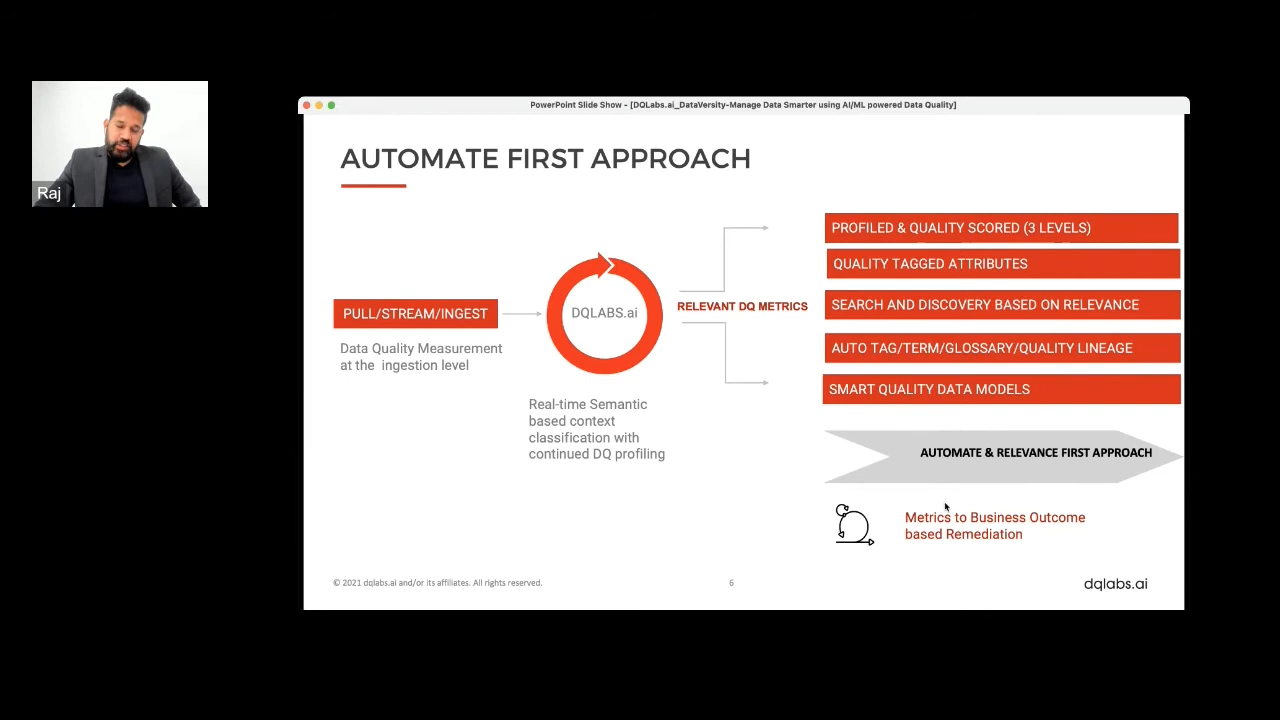 PowerPoint Slide Show - [DQLabs.ai_DataVersity-Manage Data Smarter using AI/ML powered Data Quality]
Raj
AUTOMATE FIRST APPROACH
PULL/STREAM/INGEST
Data Quality Measurement
at the ingestion level
DQLABS.ai
Real-time Semantic
based context
classification with
continued DQ profiling
RELEVANT DQ METRICS
PROFILED & QUALITY SCORED (3 LEVELS)
QUALITY TAGGED ATTRIBUTES
SEARCH AND DISCOVERY BASED ON RELEVANCE
AUTO TAG/TERM/GLOSSARY/QUALITY LINEAGE
SMART QUALITY DATA MODELS
AUTOMATE & RELEVANCE FIRST APPROACH
Metrics to Business Outcome
based Remediation
© 2021 dqlabs.ai and/or its affiliates. All rights reserved.
6
dqlabs.ai